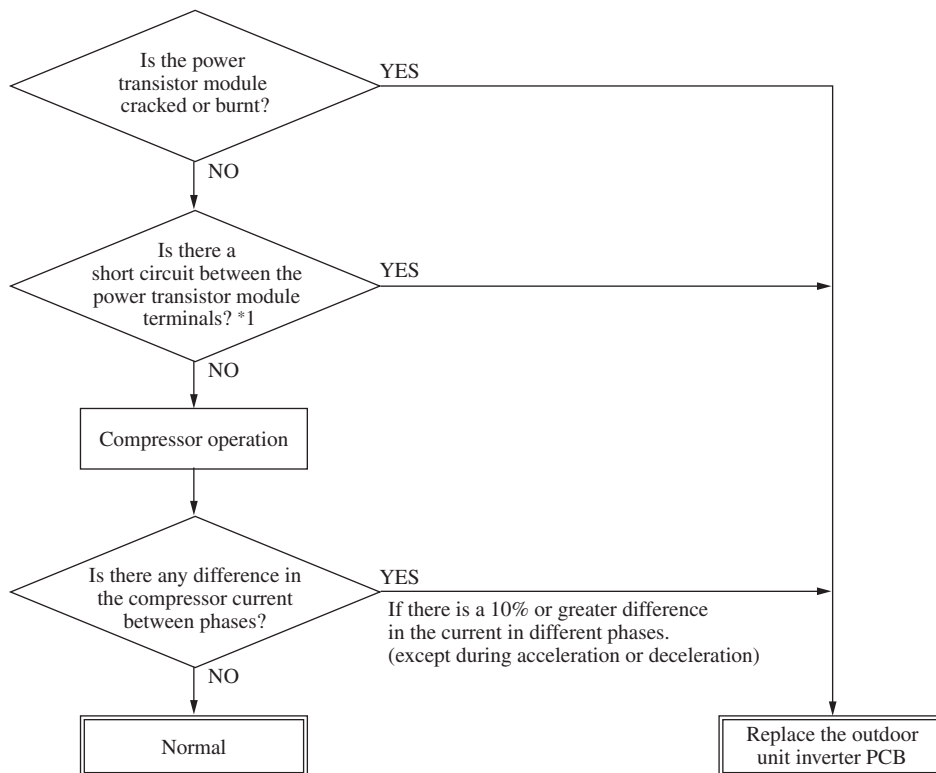 Is the power
transistor module
cracked or burnt?
YES
NO
Is there a
short circuit between the
power transistor module
terminals? *1
YES
NO
Compressor operation
Is there any difference in
the compressor current
between phases?
YES
If there is a 10% or greater difference
in the current in different phases.
(except during acceleration or deceleration)
NO
Normal
Replace the outdoor
unit inverter PCB